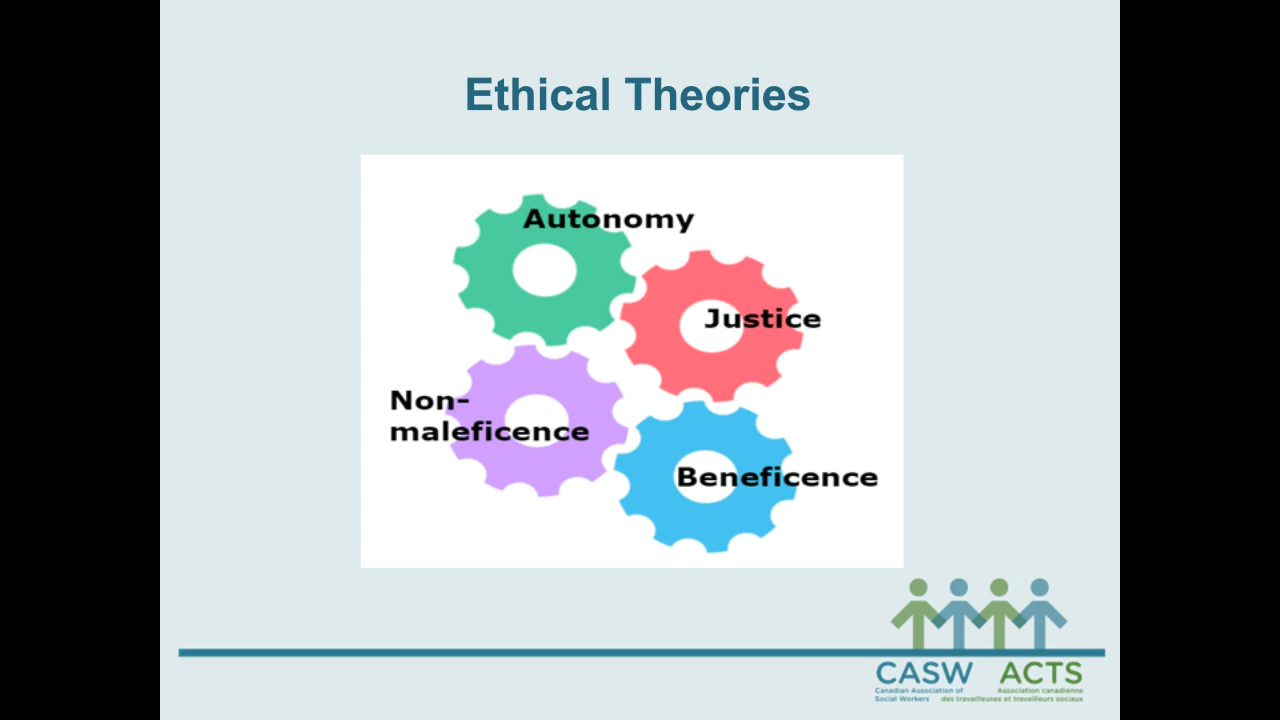 Ethical Theories
Autonomy
Justice
Non-
maleficence
Beneficence
CASW ACTS
Canadian Association of Association canadienne
Social Workers des travailleuses et travailleurs sociaux